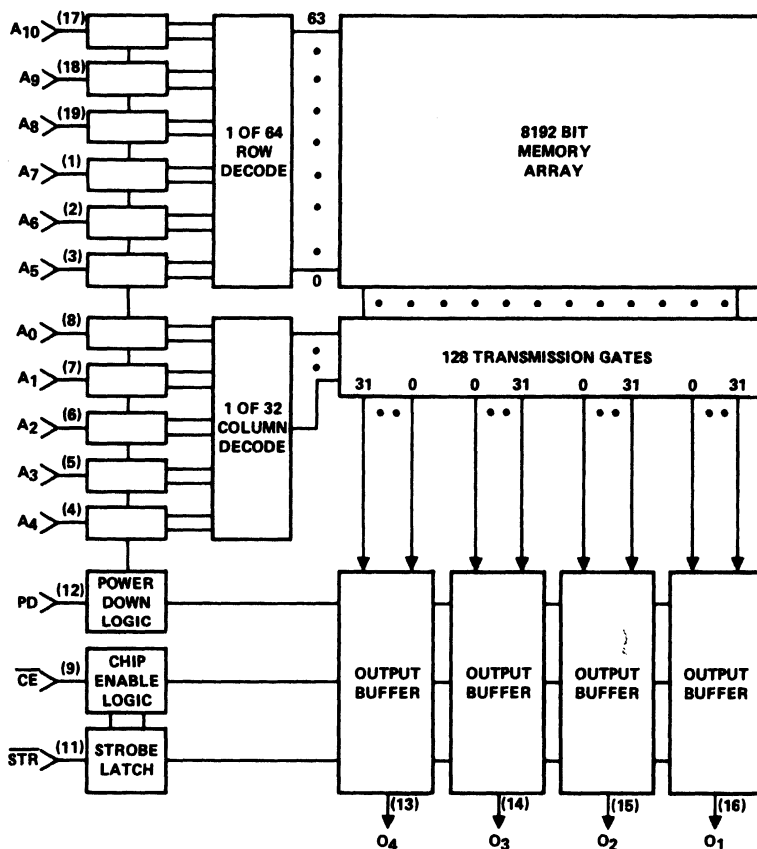 A10 (17)
A9 (18)
A8 (19)
A7 (1)
A6 (2)
A5 (3)
1 OF 64
ROW
DECODE
63
0
8192 BIT
MEMORY
ARRAY
A0 (8)
A1 (7)
A2 (6)
A3 (5)
A4 (4)
1 OF 32
COLUMN
DECODE
128 TRANSMISSION GATES
31 0 0 31 0 31 0 31
PD (12)
POWER
DOWN
LOGIC
CE (9)
CHIP
ENABLE
LOGIC
STR (11)
STROBE
LATCH
OUTPUT
BUFFER
OUTPUT
BUFFER
OUTPUT
BUFFER
OUTPUT
BUFFER
(13) (14) (15) (16)
O4 O3 O2 O1